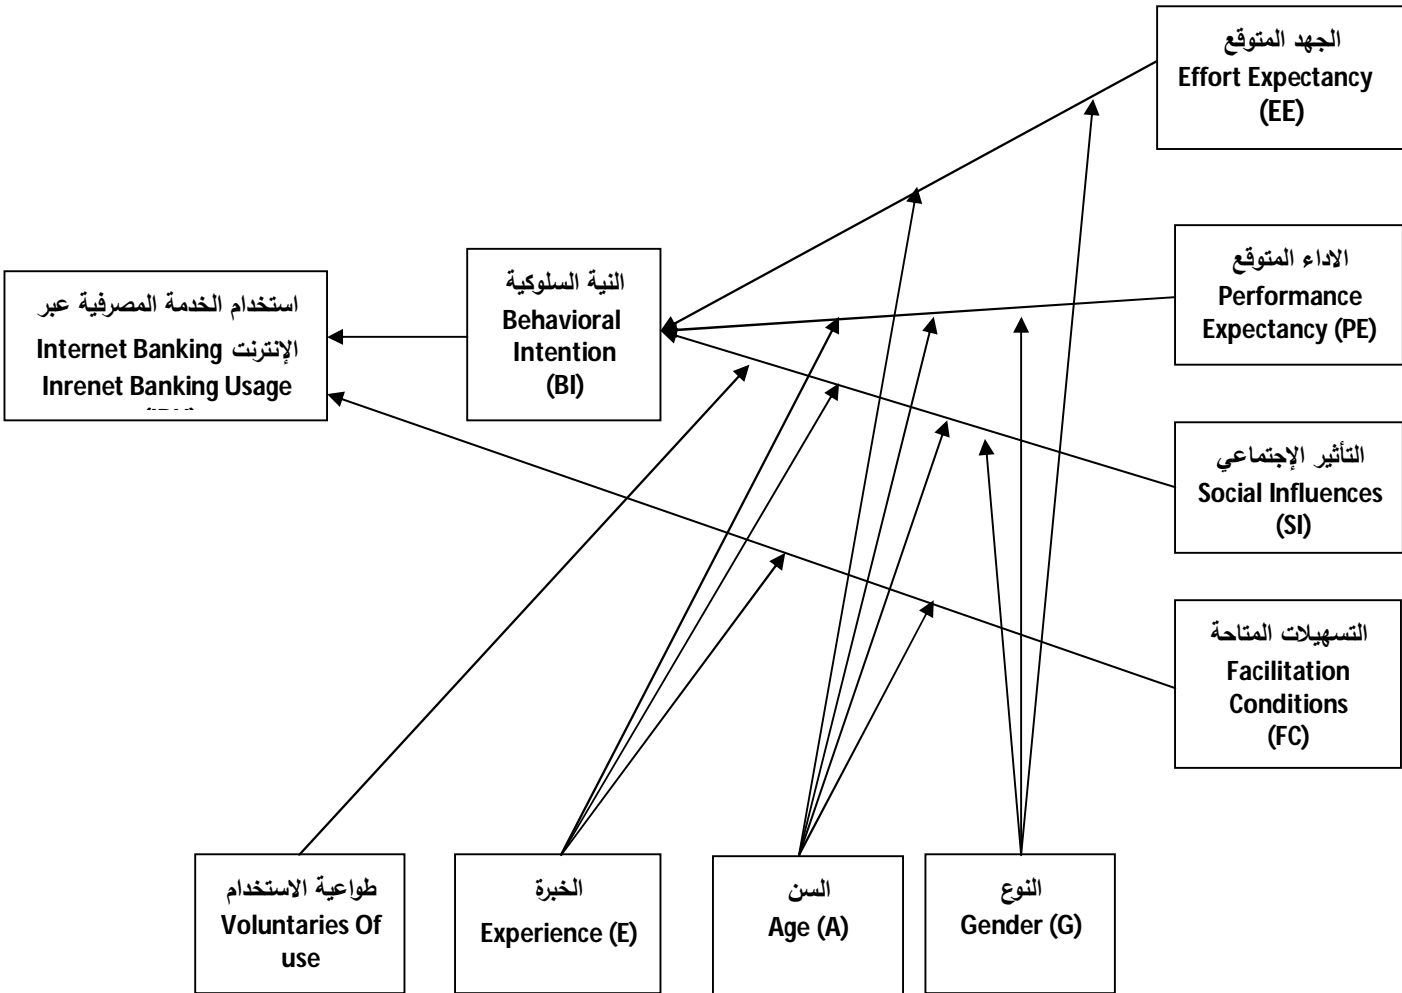 الجهد المتوقع
Effort Expectancy
(EE)
الاداء المتوقع
Performance
Expectancy (PE)
النية السلوكية
Behavioral
Intention
(BI)
استخدام الخدمة المصرفية عبر
الإنترنت Internet Banking
Inrenet Banking Usage
التأثير الإجتماعي
Social Influences
(SI)
التسهيلات المتاحة
Facilitation
Conditions
(FC)
طواعية الاستخدام
Voluntaries Of
use
الخبرة
Experience (E)
السن
Age (A)
النوع
Gender (G)